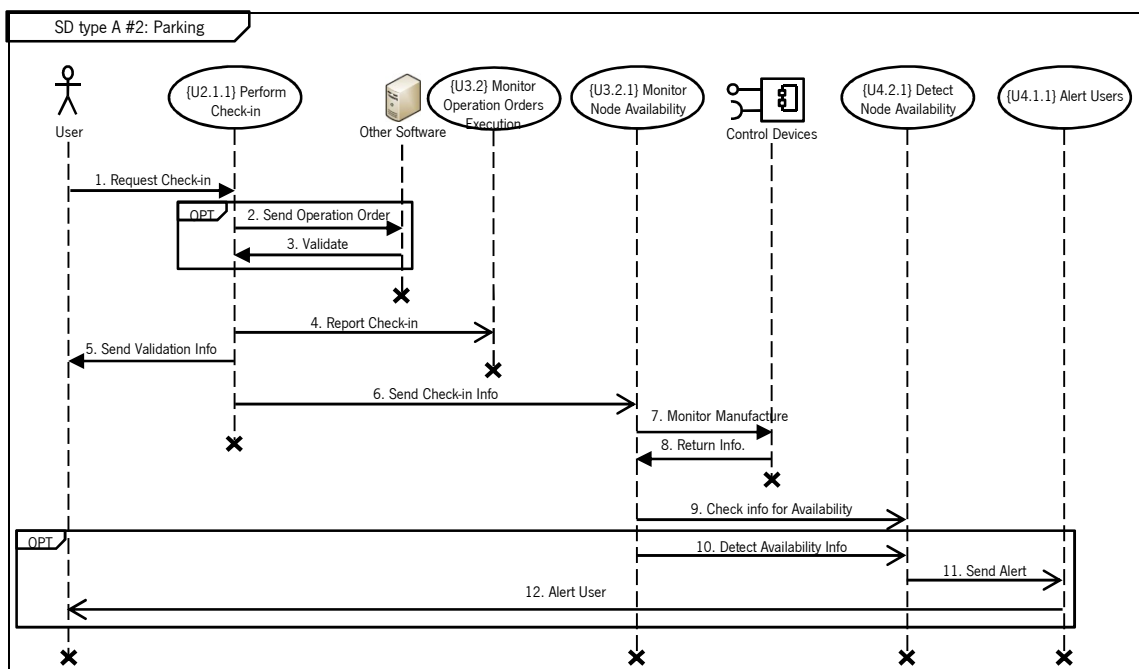 SD type A #2: Parking
{U2.1.1} Perform
Check-in
{U3.2} Monitor
Operation Orders
Execution
{U3.2.1} Monitor
Node Availability
{U4.2.1} Detect
Node Availability
{U4.1.1} Alert Users
User
Other Software
Control Devices
1. Request Check-in
OPT
2. Send Operation Order
3. Validate
4. Report Check-in
5. Send Validation Info
6. Send Check-in Info
7. Monitor Manufacture
8. Return Info.
9. Check info for Availability
OPT
10. Detect Availability Info
11. Send Alert
12. Alert User